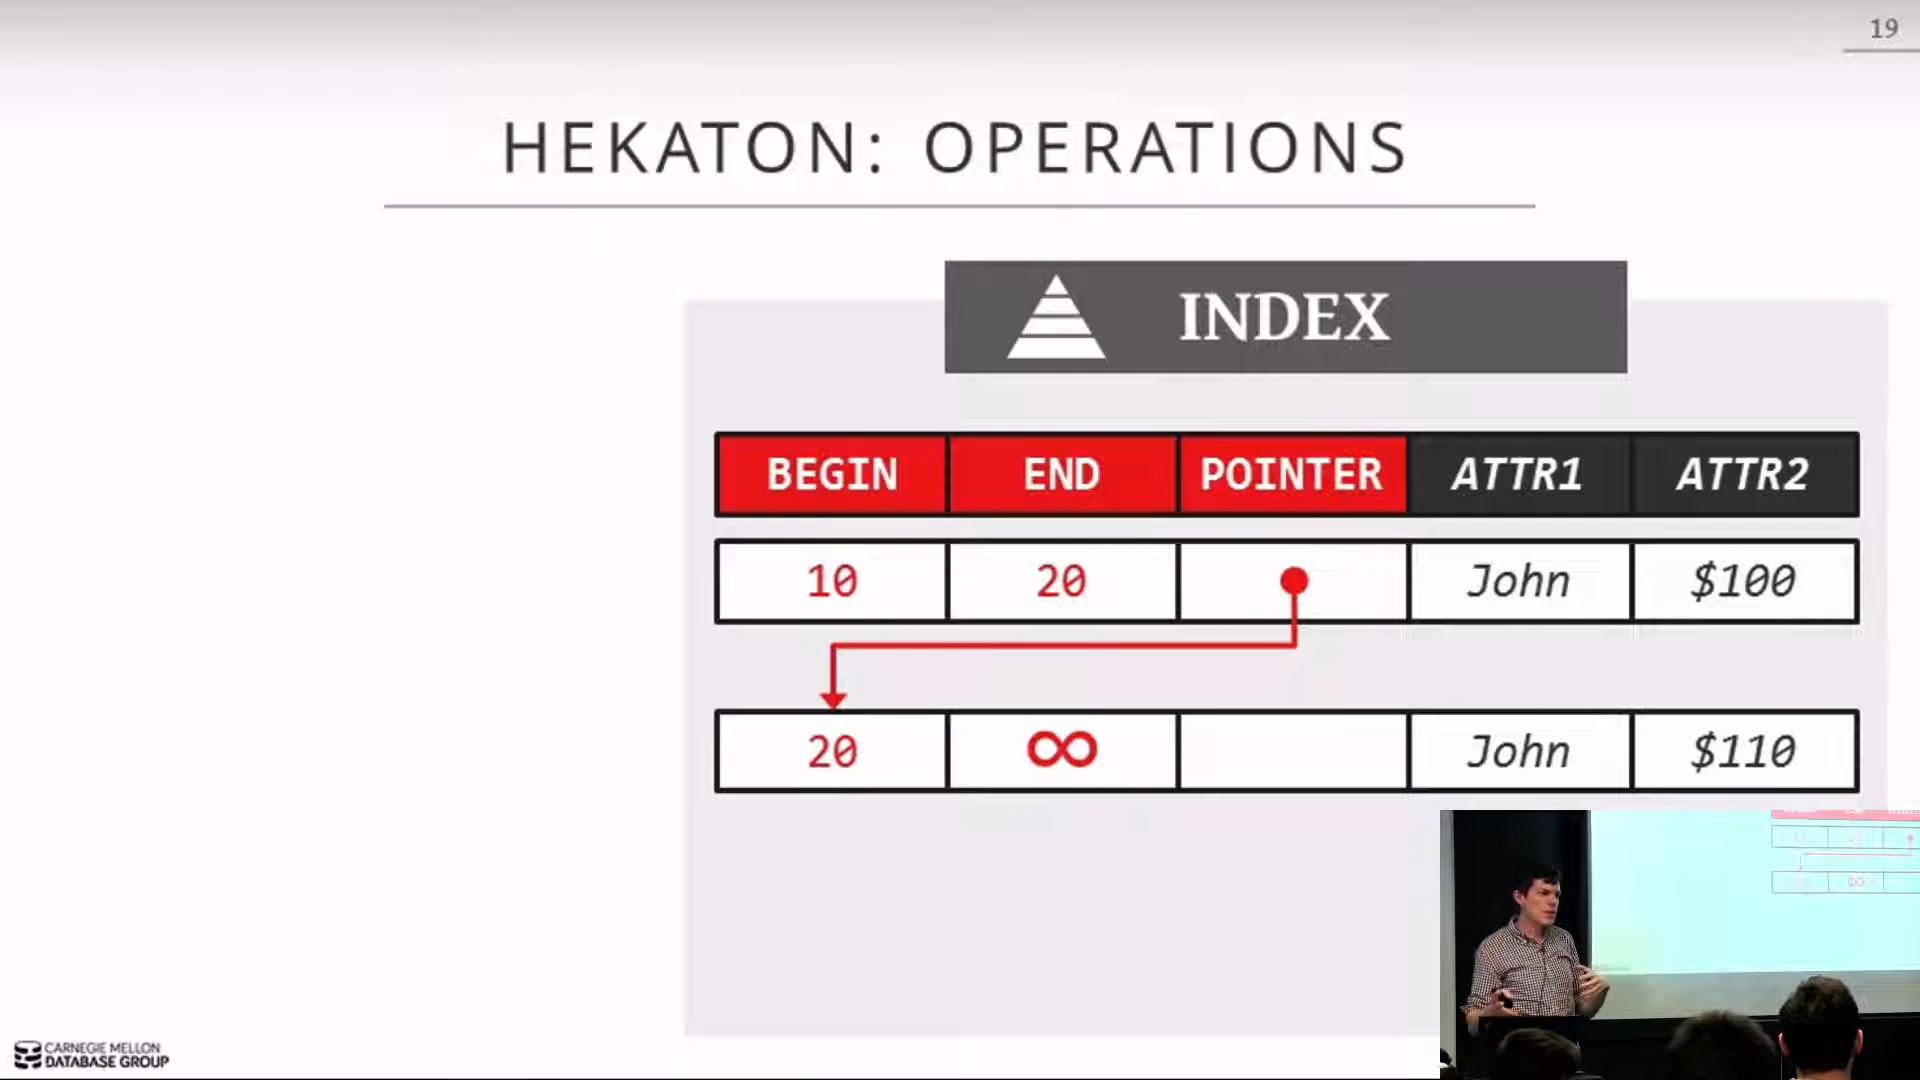 19
HEKATON: OPERATIONS
INDEX
BEGIN END POINTER ATTR1 ATTR2
10 20 John $100
20 ∞ John $110
CARNEGIE MELLON
DATABASE GROUP